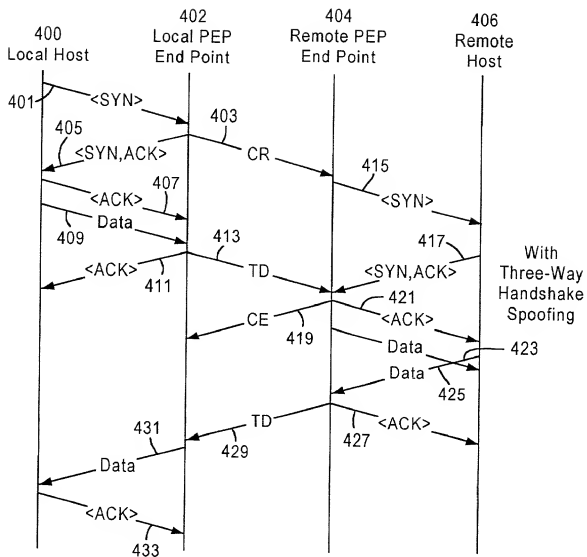 400
Local Host
402
Local PEP
End Point
404
Remote PEP
End Point
406
Remote
Host
401
<SYN>
403
405
<SYN,ACK>
CR
415
<ACK>
407
<SYN>
409
Data
413
417
<ACK>
411
TD
<SYN,ACK>
With
Three-Way
Handshake
Spoofing
421
CE
419
<ACK>
Data
423
Data
425
431
TD
429
427
<ACK>
Data
<ACK>
433